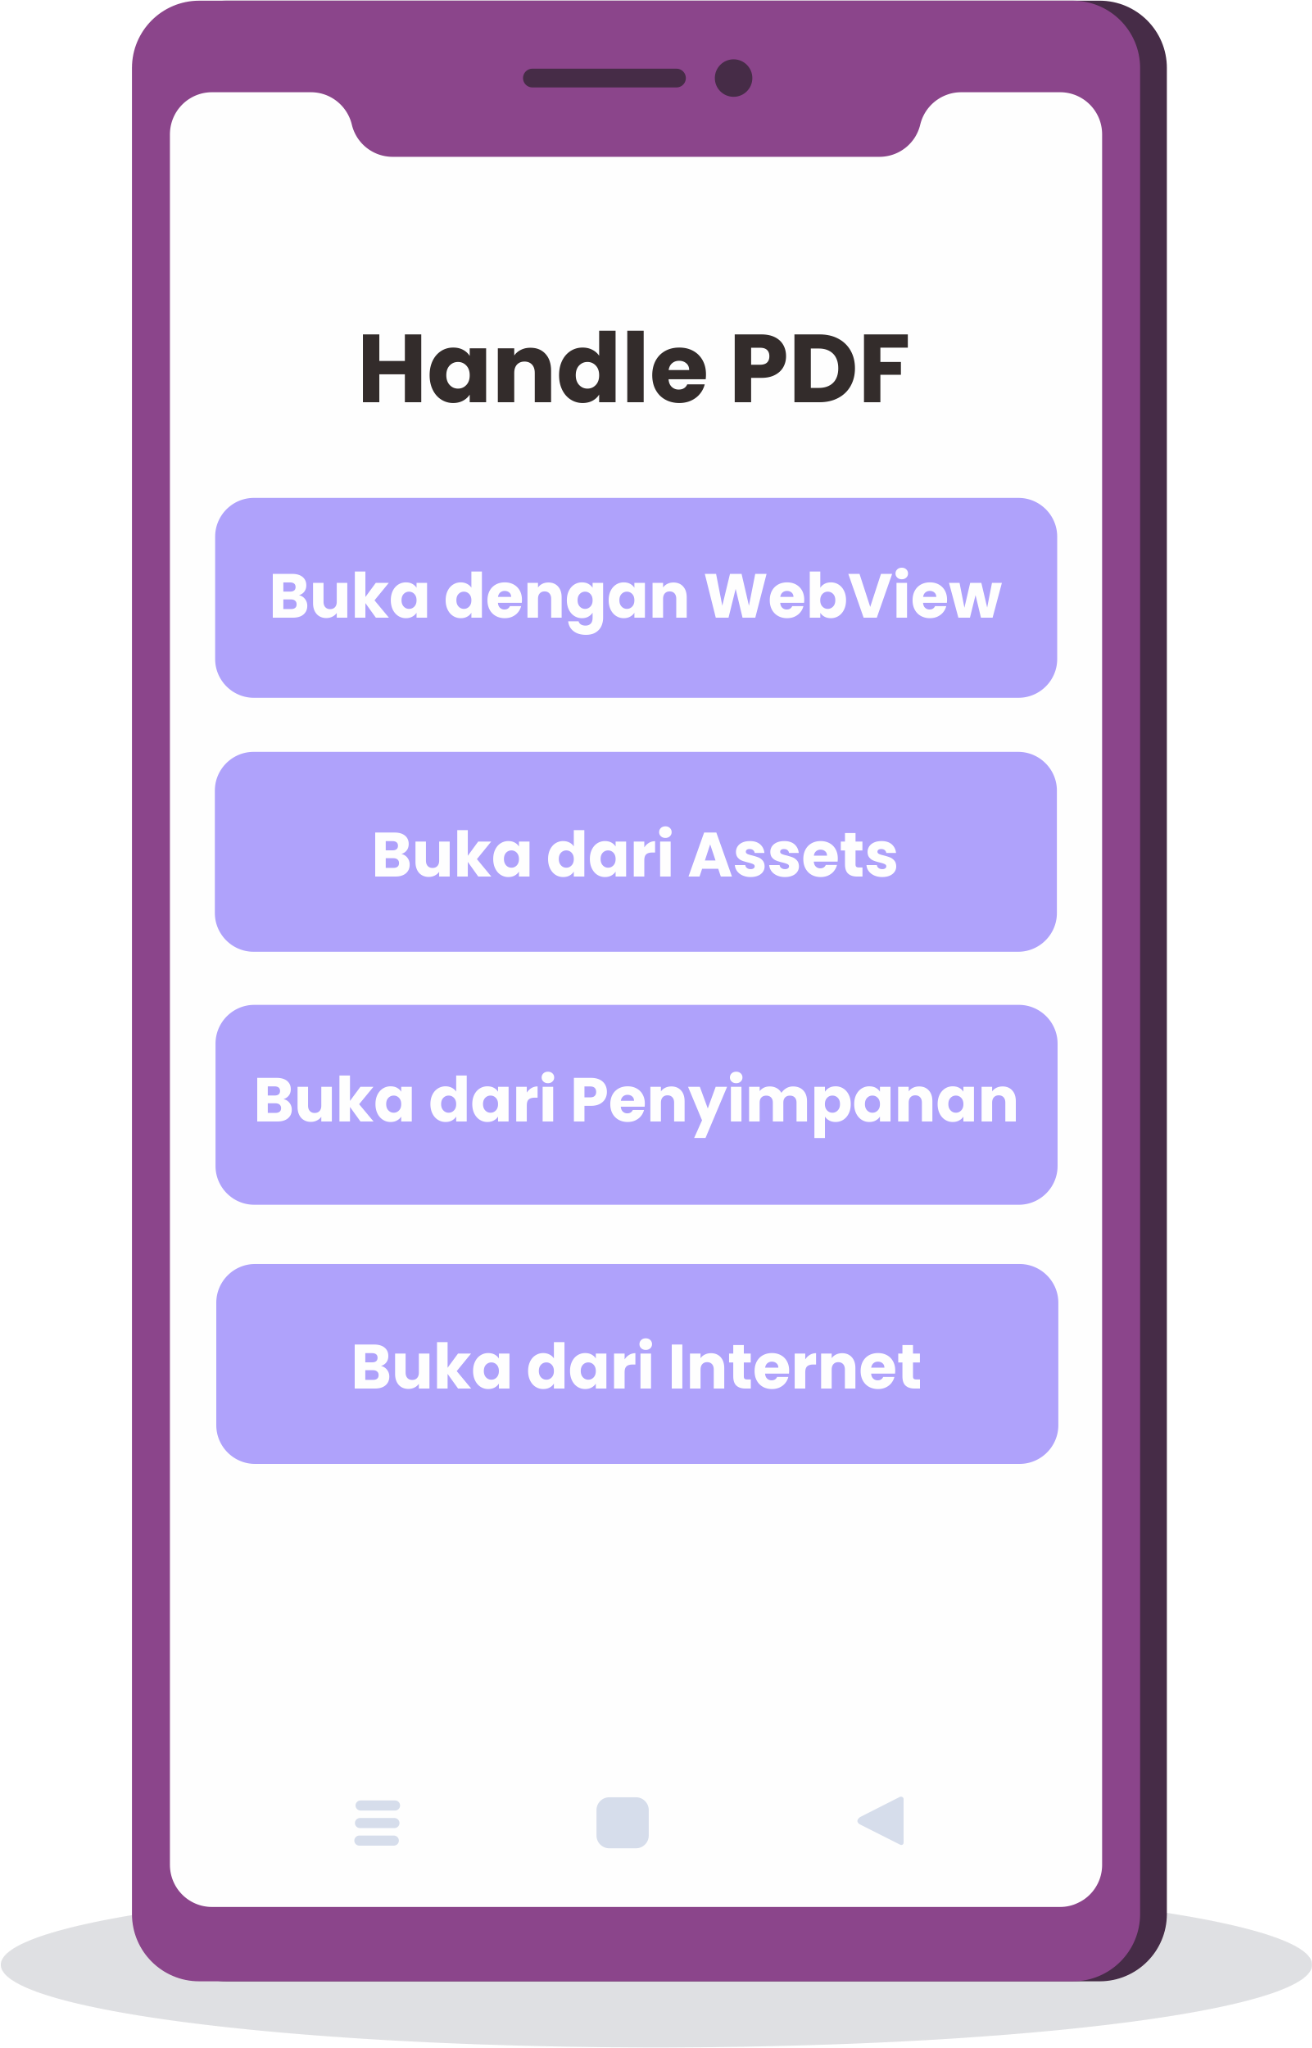 Handle PDF
Buka dengan WebView
Buka dari Assets
Buka dari Penyimpanan
Buka dari Internet